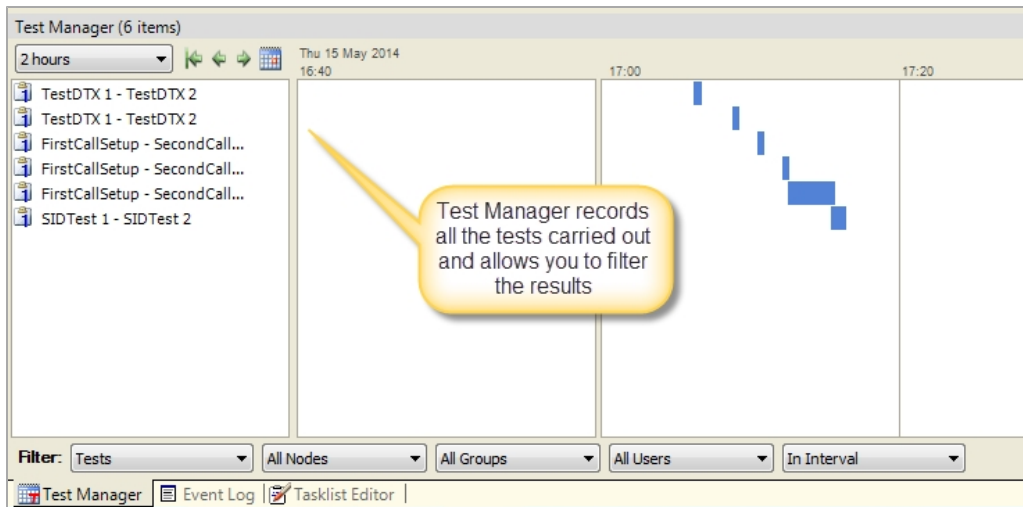 Test Manager (6 items)
2 hours
Thu 15 May 2014
16:40
17:00
17:20
TestDTX 1 - TestDTX 2
TestDTX 1 - TestDTX 2
FirstCallSetup - SecondCall...
FirstCallSetup - SecondCall...
FirstCallSetup - SecondCall...
SIDTest 1 - SIDTest 2
Test Manager records
all the tests carried out
and allows you to filter
the results
Filter: Tests All Nodes All Groups All Users In Interval
Test Manager Event Log Tasklist Editor